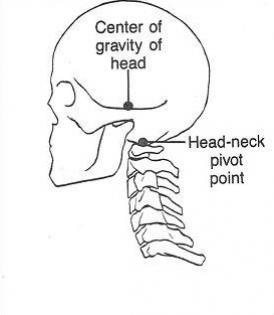 Center of
gravity of
head
Head-neck
pivot
point